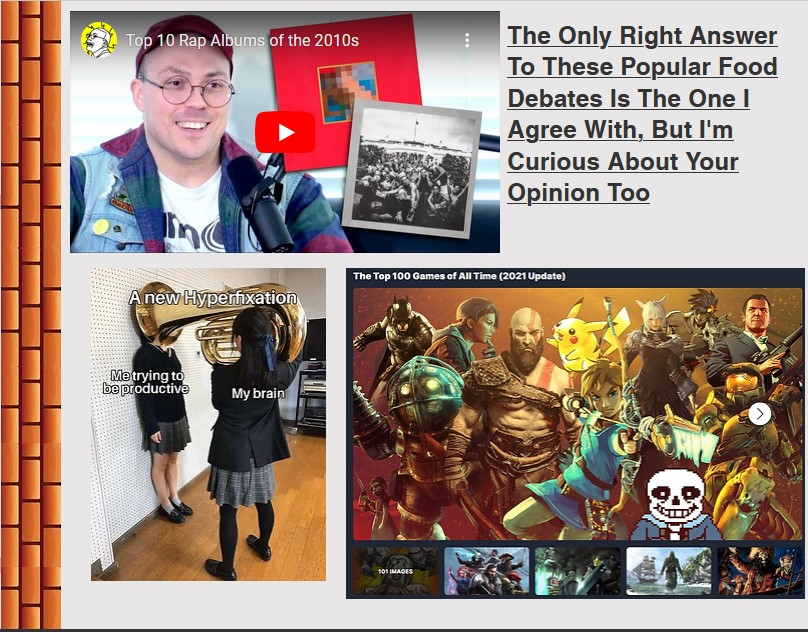 Top 10 Rap Albums of the 2010s
The Only Right Answer
To These Popular Food
Debates Is The One I
Agree With, But I'm
Curious About Your
Opinion Too
A new Hyperfixation
Me trying to
be productive
My brain
The Top 100 Games of All Time (2021 Update)
101 IMAGES